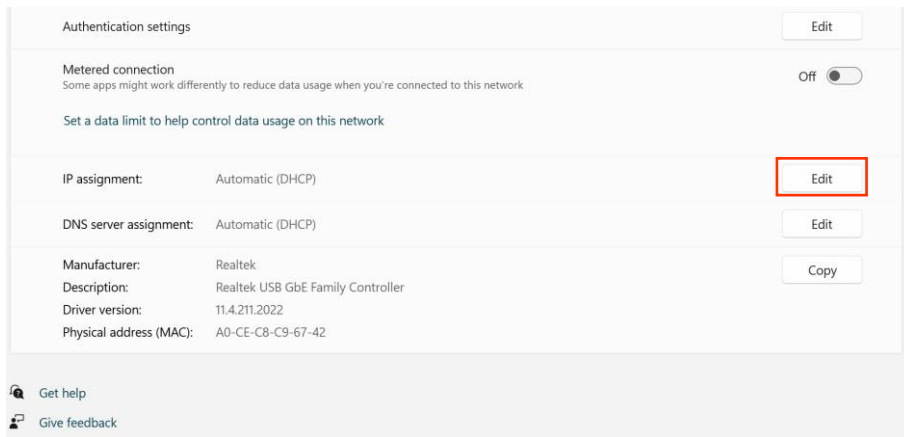 Authentication settings Edit
Metered connection
Some apps might work differently to reduce data usage when you're connected to this network
Off
Set a data limit to help control data usage on this network
IP assignment: Automatic (DHCP) Edit
DNS server assignment: Automatic (DHCP) Edit
Manufacturer: Realtek Copy
Description: Realtek USB GbE Family Controller
Driver version: 11.4.211.2022
Physical address (MAC): A0-CE-C8-C9-67-42
Get help
Give feedback